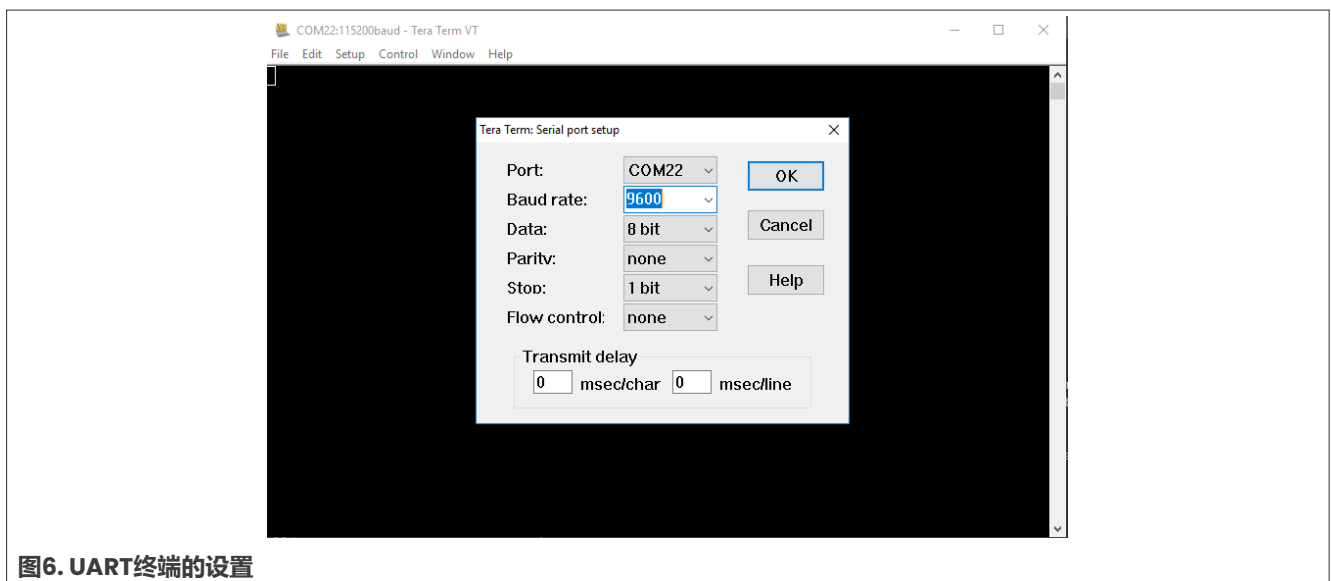 COM22:115200baud - Tera Term VT
File Edit Setup Control Window Help
Tera Term: Serial port setup
Port: COM22 OK
Baud rate: 9600
Data: 8 bit Cancel
Parity: none
Stop: 1 bit Help
Flow control: none
Transmit delay
0 msec/char 0 msec/line
图6. UART终端的设置